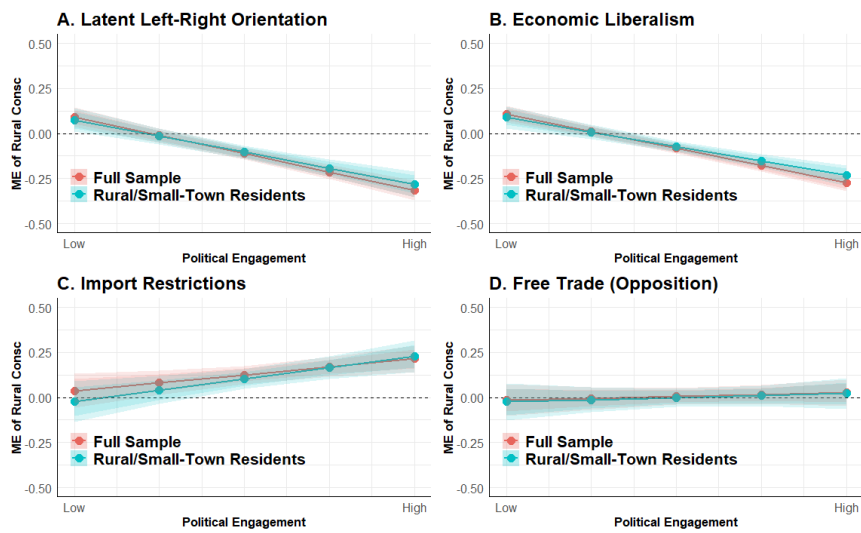 A. Latent Left-Right Orientation
ME of Rural Consc
0.50
0.25
0.00
-0.25
-0.50
Full Sample
Rural/Small-Town Residents
Low
High
Political Engagement
B. Economic Liberalism
ME of Rural Consc
0.50
0.25
0.00
-0.25
-0.50
Full Sample
Rural/Small-Town Residents
Low
High
Political Engagement
C. Import Restrictions
ME of Rural Consc
0.50
0.25
0.00
-0.25
-0.50
Full Sample
Rural/Small-Town Residents
Low
High
Political Engagement
D. Free Trade (Opposition)
ME of Rural Consc
0.50
0.25
0.00
-0.25
-0.50
Full Sample
Rural/Small-Town Residents
Low
High
Political Engagement